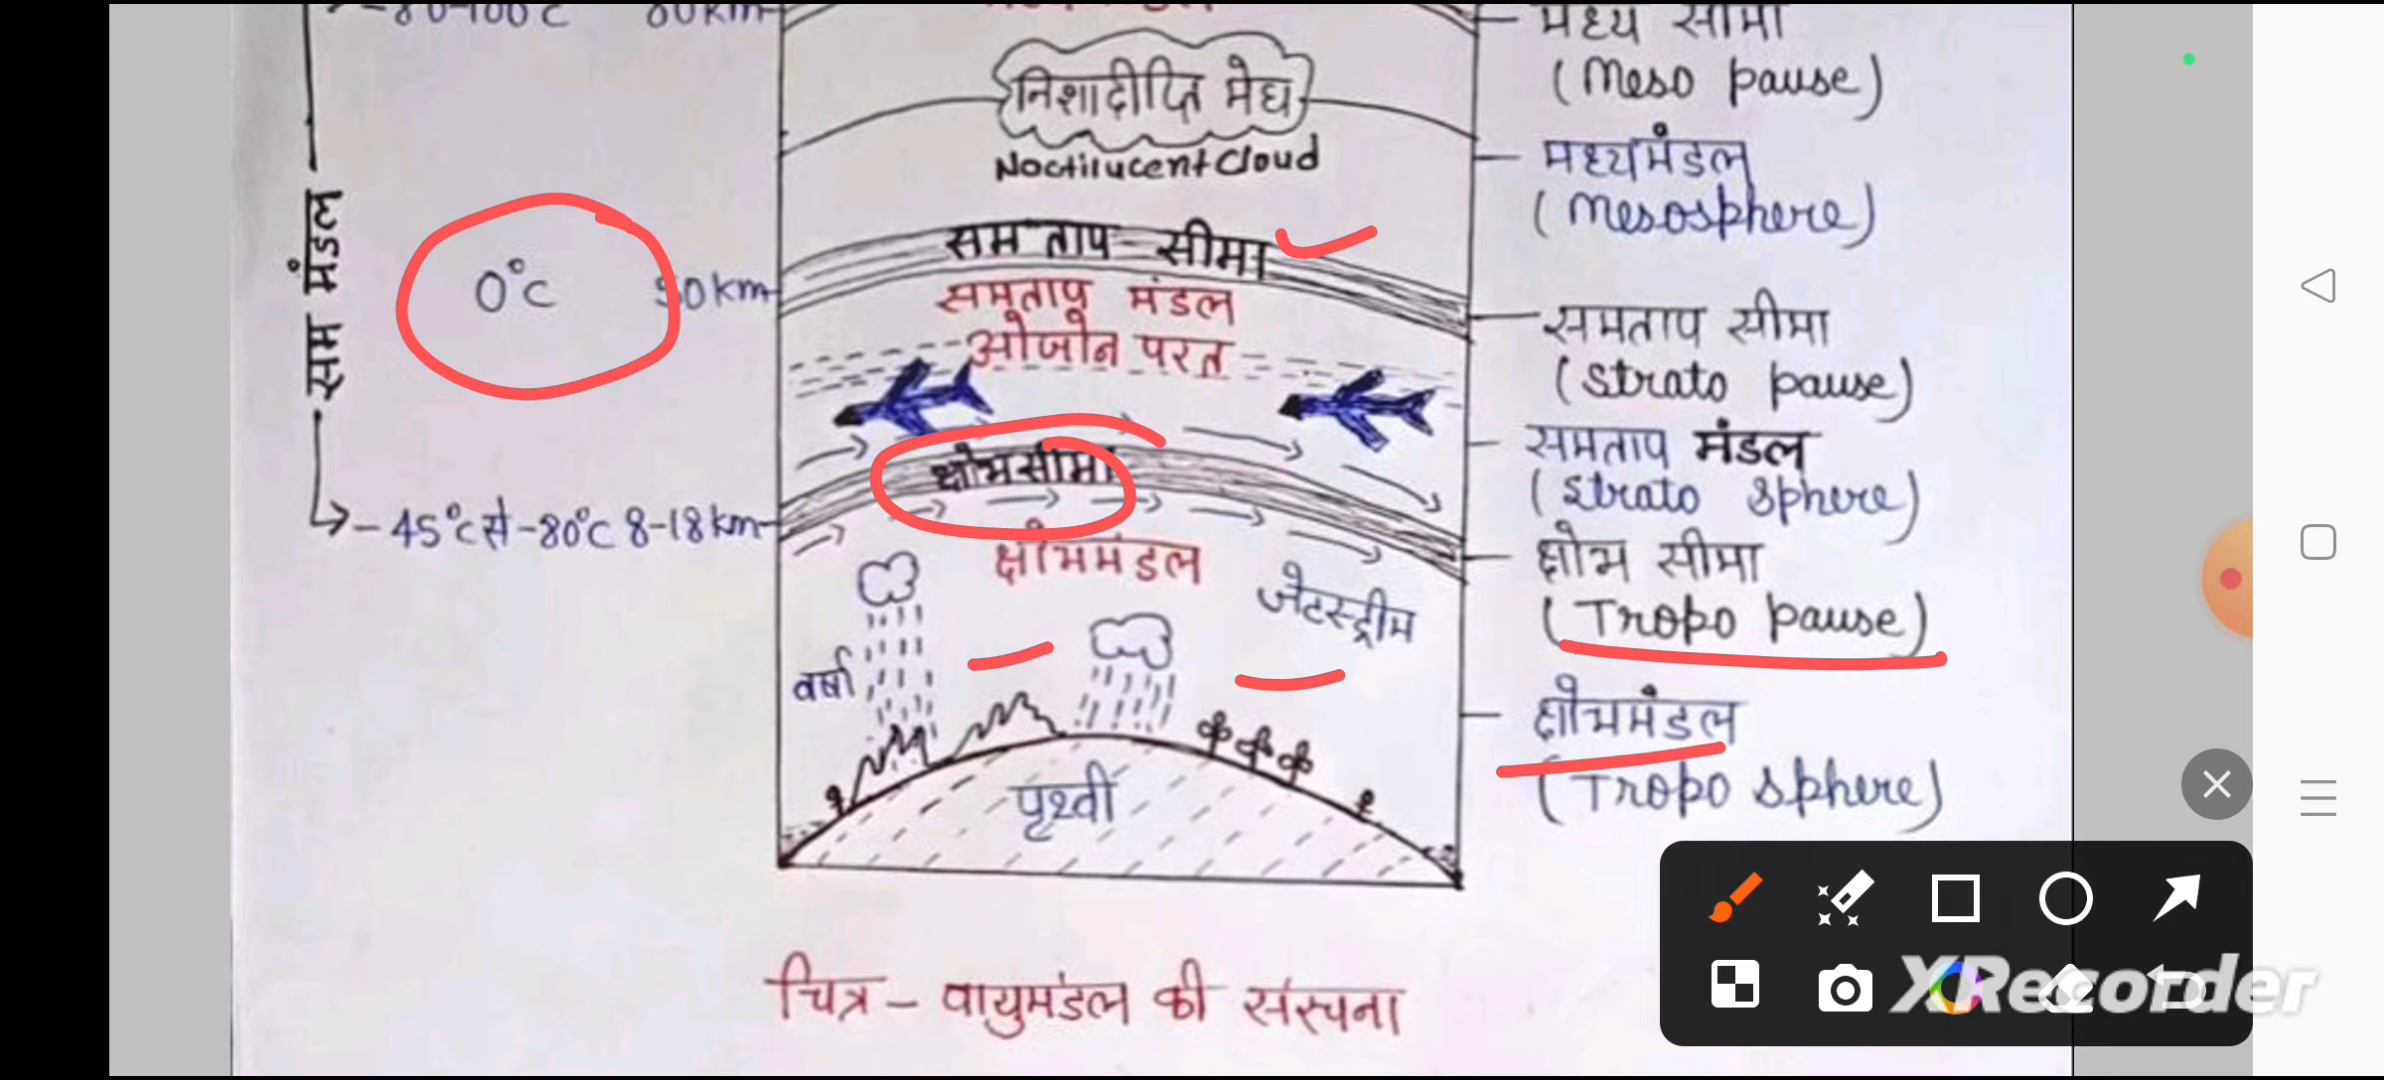 -80-100°C 80km
मध्य सीमा
(Meso pause)
निशादीप्ति मेघ
Noctilucent Cloud
मध्यमंडल
(Mesosphere)
सम मंडल
सम ताप सीमा
0°C 50km
समताप मंडल
ओजोन परत
समताप सीमा
(Strato pause)
समताप मंडल
(Strato sphere)
क्षोभसीमा
-45°C से -80°C 8-18km
क्षोभमंडल
क्षोभ सीमा
(Tropo pause)
जेटस्ट्रीम
वर्षा
क्षोभमंडल
(Tropo sphere)
पृथ्वी
चित्र - वायुमंडल की संरचना
XRecorder